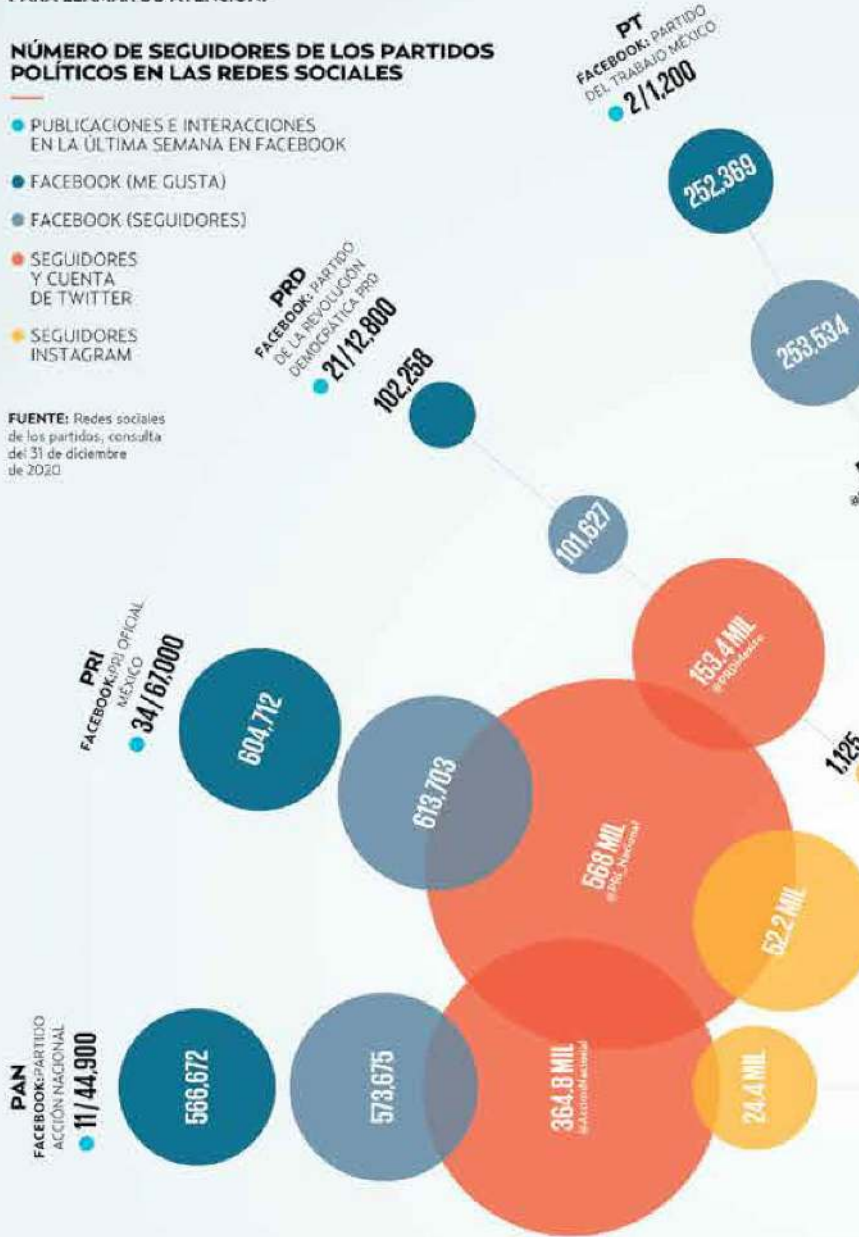 NÚMERO DE SEGUIDORES DE LOS PARTIDOS
POLÍTICOS EN LAS REDES SOCIALES
PUBLICACIONES E INTERACCIONES
EN LA ÚLTIMA SEMANA EN FACEBOOK
FACEBOOK (ME GUSTA)
FACEBOOK (SEGUIDORES)
SEGUIDORES
Y CUENTA
DE TWITTER
SEGUIDORES
INSTAGRAM
FUENTE: Redes sociales
de los partidos, consulta
del 31 de diciembre
de 2020
PT
FACEBOOK: PARTIDO
DEL TRABAJO MÉXICO
2/1,200
252,369
253,534
PRD
FACEBOOK: PARTIDO
DE LA REVOLUCIÓN
DEMOCRÁTICA PRD
21/12,800
102,258
101,627
153.4 MIL
@PRDMexico
1,125
PRI
FACEBOOK: PRI OFICIAL
MÉXICO
34/67,000
604,712
613,703
668 MIL
@PRI_Nacional
52.2 MIL
PAN
FACEBOOK: PARTIDO
ACCIÓN NACIONAL
11/44,900
566,672
573,675
364.8 MIL
@AccionNacional
24.4 MIL